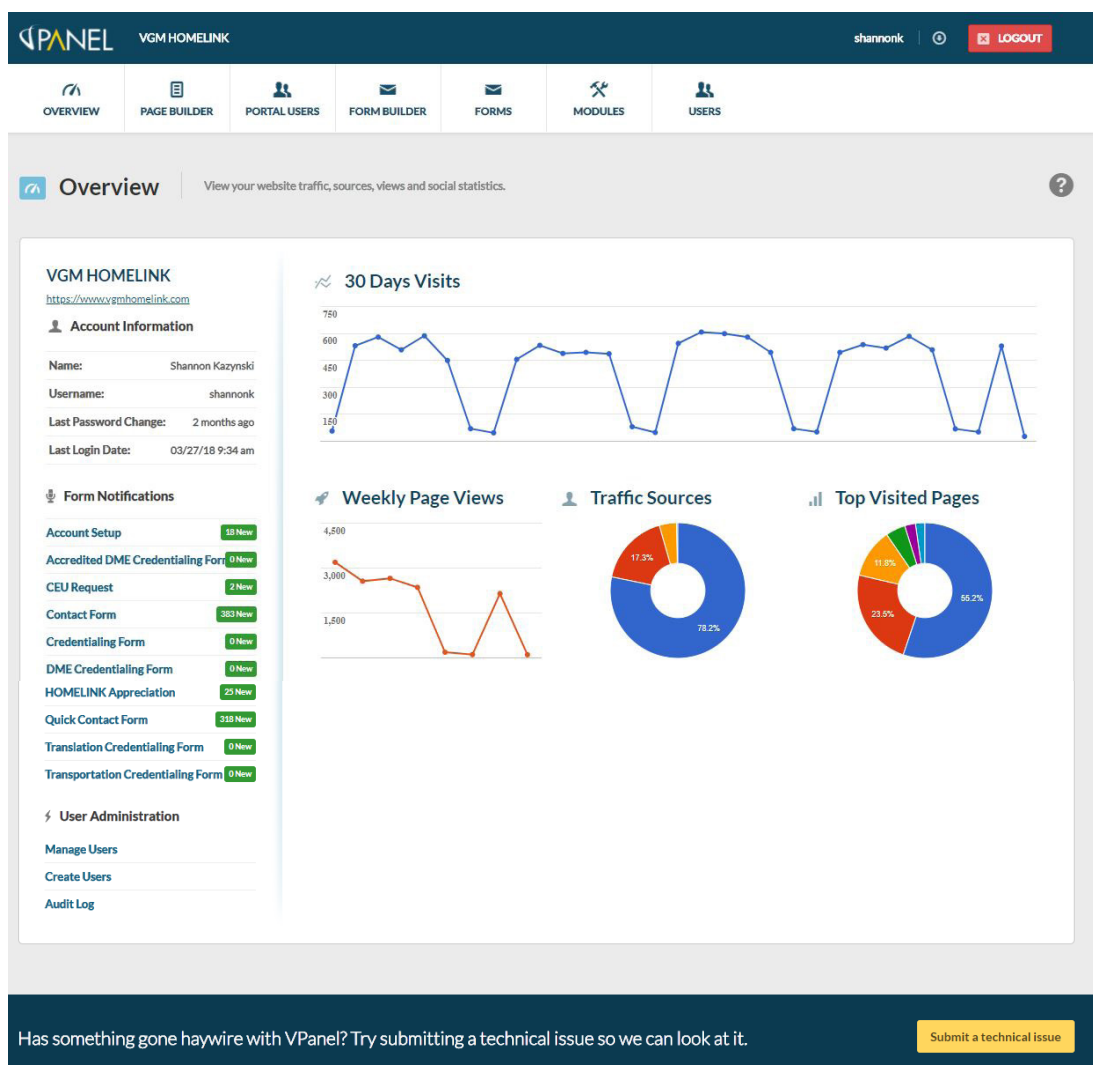 VPANEL VGM HOMELINK shannonk LOGOUT
OVERVIEW PAGE BUILDER PORTAL USERS FORM BUILDER FORMS MODULES USERS
Overview View your website traffic, sources, views and social statistics. ?
VGM HOMELINK
https://www.vgmhomelink.com
Account Information
Name: Shannon Kazynski
Username: shannonk
Last Password Change: 2 months ago
Last Login Date: 03/27/18 9:34 am
Form Notifications
Account Setup 18 New
Accredited DME Credentialing Form 0 New
CEU Request 2 New
Contact Form 383 New
Credentialing Form 0 New
DME Credentialing Form 0 New
HOMELINK Appreciation 25 New
Quick Contact Form 318 New
Translation Credentialing Form 0 New
Transportation Credentialing Form 0 New
User Administration
Manage Users
Create Users
Audit Log
30 Days Visits
750
600
450
300
150
Weekly Page Views
4,500
3,000
1,500
Traffic Sources
17.3%
78.2%
Top Visited Pages
11.8%
23.5%
55.2%
Has something gone haywire with VPanel? Try submitting a technical issue so we can look at it. Submit a technical issue